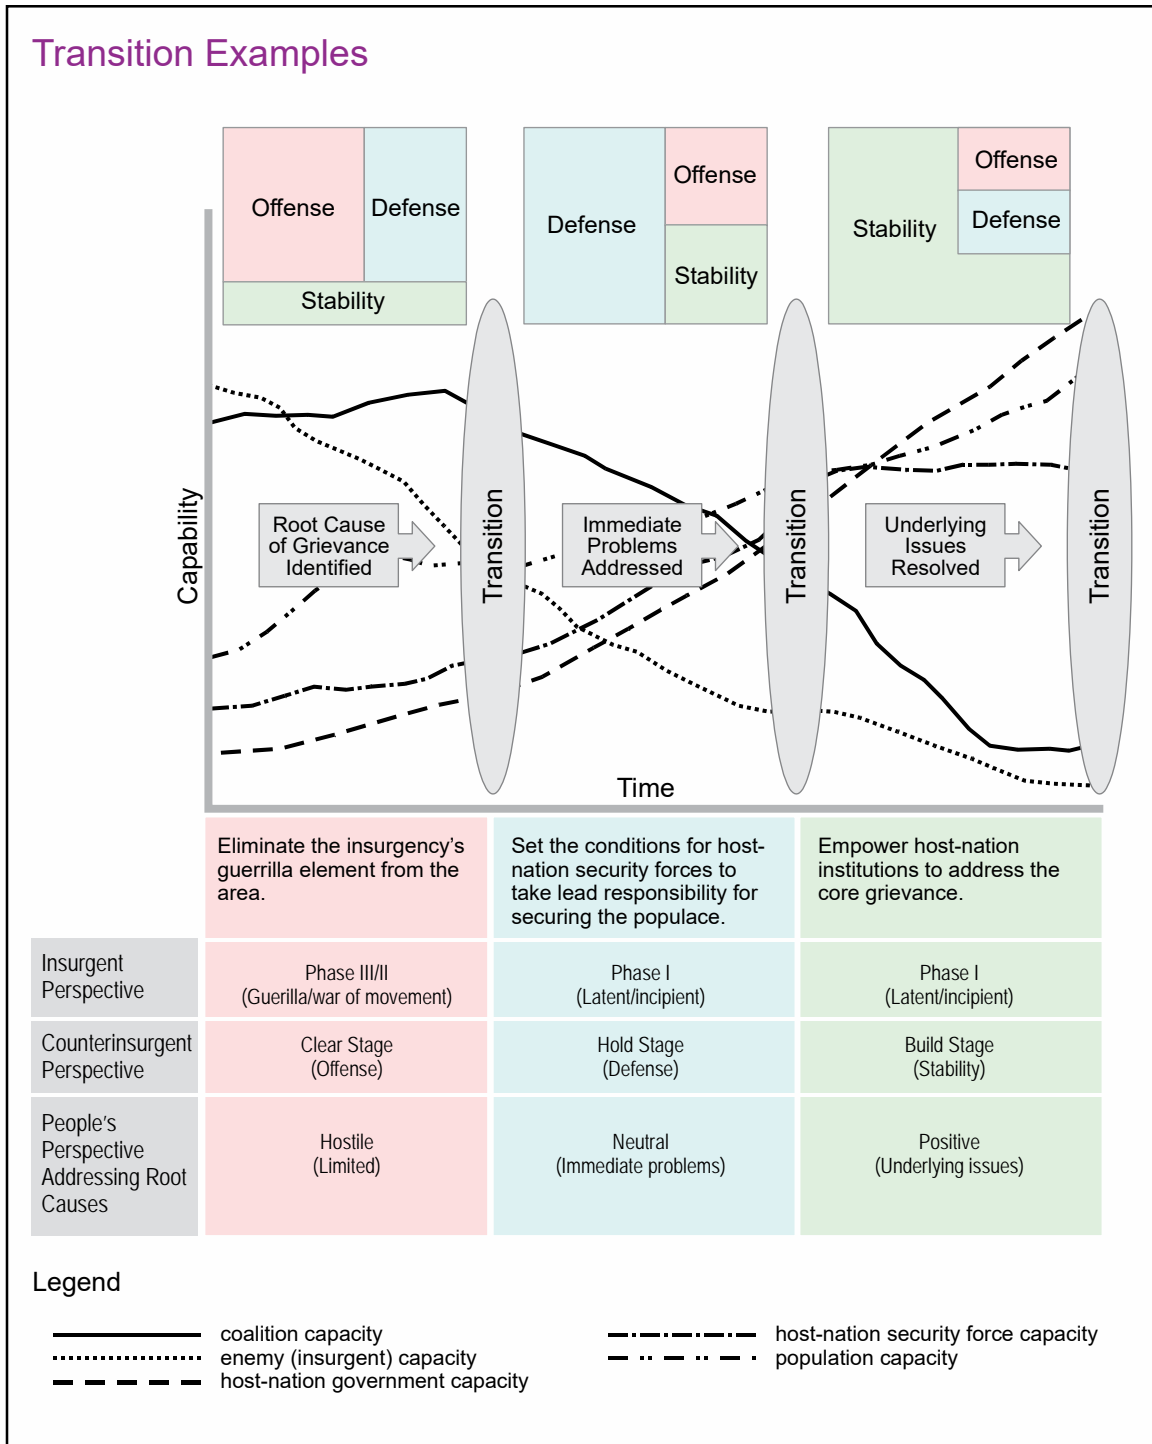 Transition Examples
Offense
Defense
Stability
Defense
Offense
Stability
Stability
Offense
Defense
Capability
Root Cause
of Grievance
Identified
Transition
Immediate
Problems
Addressed
Transition
Underlying
Issues
Resolved
Transition
Time
Eliminate the insurgency’s
guerrilla element from the
area.
Set the conditions for host-
nation security forces to
take lead responsibility for
securing the populace.
Empower host-nation
institutions to address the
core grievance.
Insurgent
Perspective
Phase III/II
(Guerilla/war of movement)
Phase I
(Latent/incipient)
Phase I
(Latent/incipient)
Counterinsurgent
Perspective
Clear Stage
(Offense)
Hold Stage
(Defense)
Build Stage
(Stability)
People’s
Perspective
Addressing Root
Causes
Hostile
(Limited)
Neutral
(Immediate problems)
Positive
(Underlying issues)
Legend
coalition capacity
enemy (insurgent) capacity
host-nation government capacity
host-nation security force capacity
population capacity